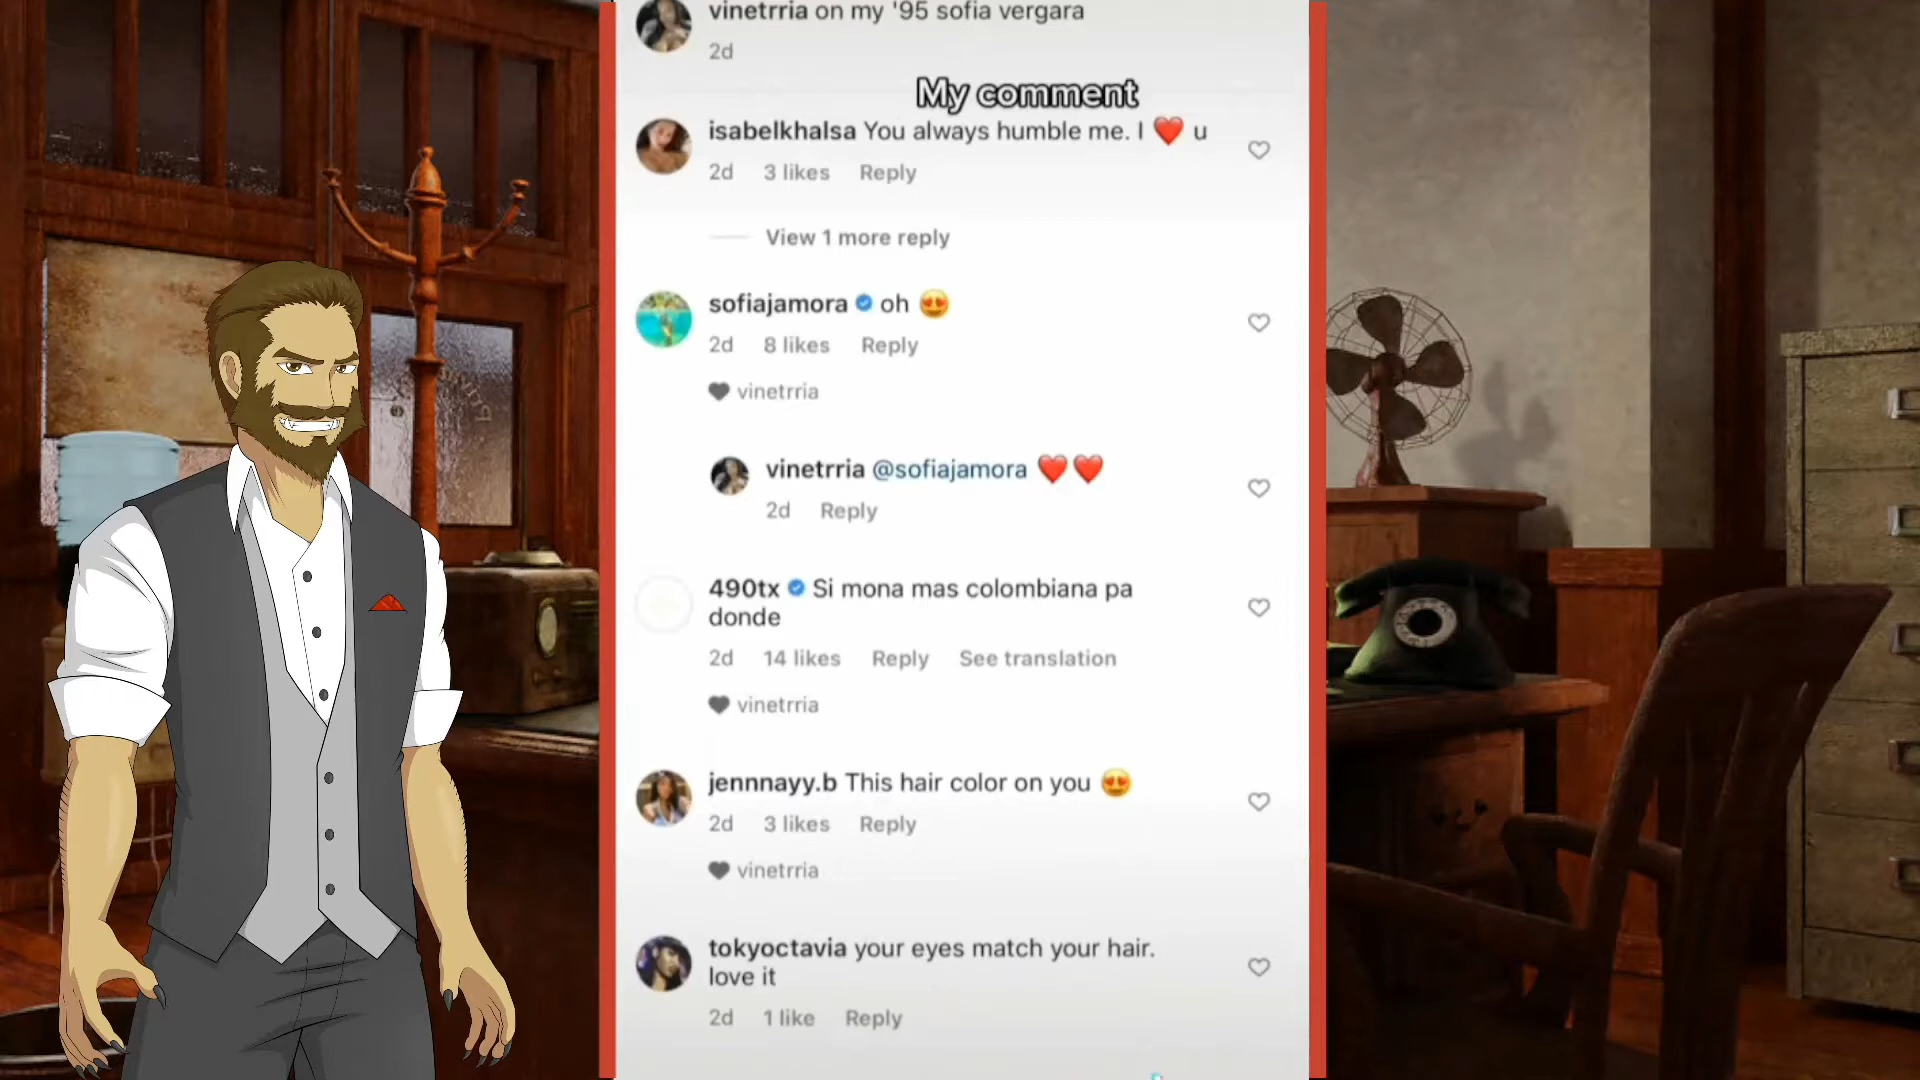 vinetrria on my '95 sofia vergara
2d
My comment
isabelkhalsa You always humble me. I ❤️ u
2d 3 likes Reply
View 1 more reply
sofiajamora oh 😍
2d 8 likes Reply
vinetrria
vinetrria @sofiajamora ❤️❤️
2d Reply
490tx Si mona mas colombiana pa
donde
2d 14 likes Reply See translation
vinetrria
jennnayy.b This hair color on you 😍
2d 3 likes Reply
vinetrria
tokyoctavia your eyes match your hair.
love it
2d 1 like Reply